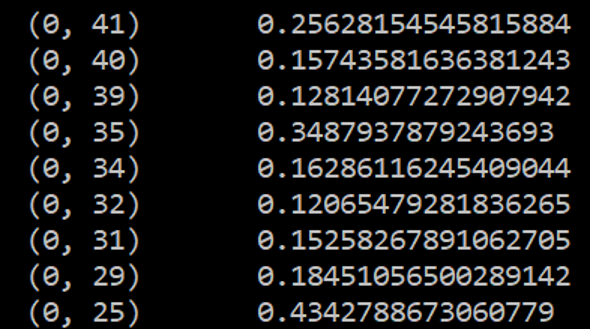 (0, 41) 0.25628154545815884
(0, 40) 0.15743581636381243
(0, 39) 0.12814077272907942
(0, 35) 0.3487937879243693
(0, 34) 0.16286116245409044
(0, 32) 0.12065479281836265
(0, 31) 0.15258267891062705
(0, 29) 0.18451056500289142
(0, 25) 0.4342788673060779